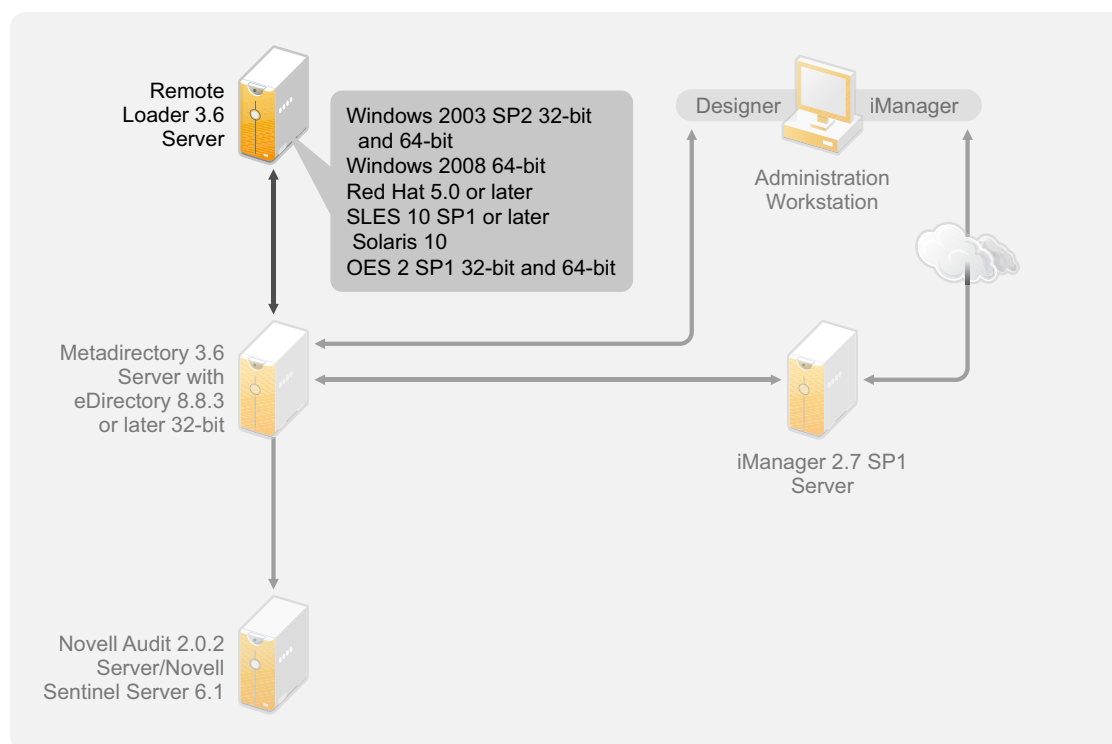 Remote
Loader 3.6
Server
Windows 2003 SP2 32-bit
and 64-bit
Windows 2008 64-bit
Red Hat 5.0 or later
SLES 10 SP1 or later
Solaris 10
OES 2 SP1 32-bit and 64-bit
Designer
iManager
Administration
Workstation
Metadirectory 3.6
Server with
eDirectory 8.8.3
or later 32-bit
iManager 2.7 SP1
Server
Novell Audit 2.0.2
Server/Novell
Sentinel Server 6.1